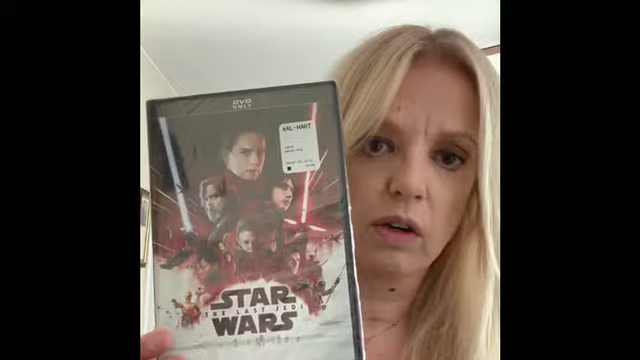 DVD
ONLY
WAL-MART
STAR
THE LAST JEDI
WARS